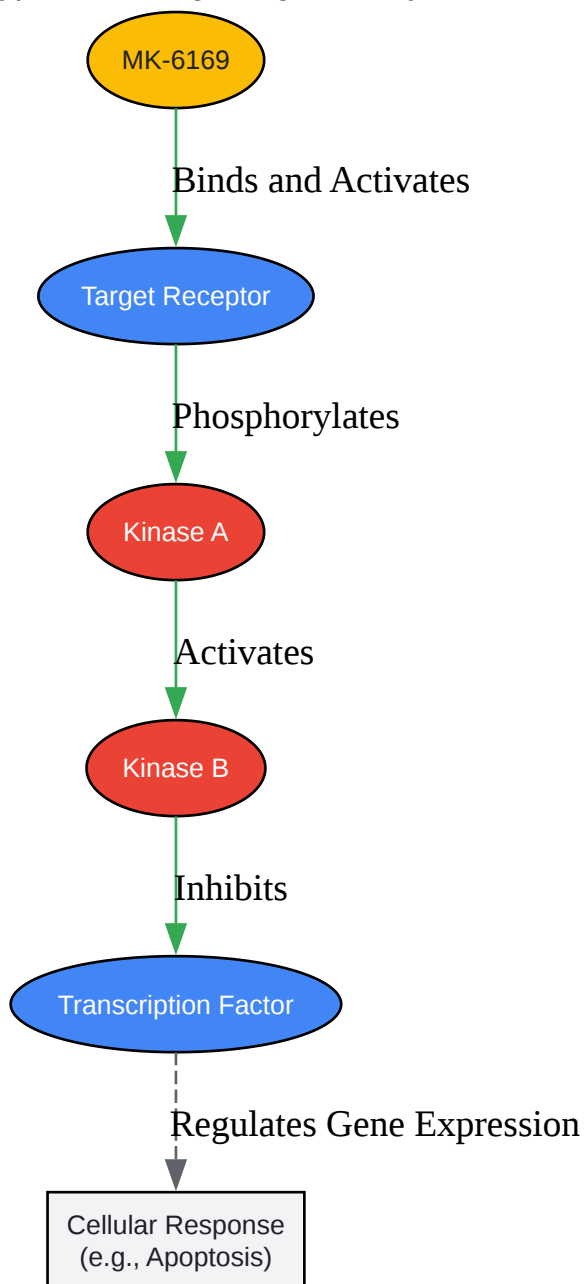 MK-6169
Binds and Activates
Target Receptor
Phosphorylates
Kinase A
Activates
Kinase B
Inhibits
Transcription Factor
Regulates Gene Expression
Cellular Response
(e.g., Apoptosis)